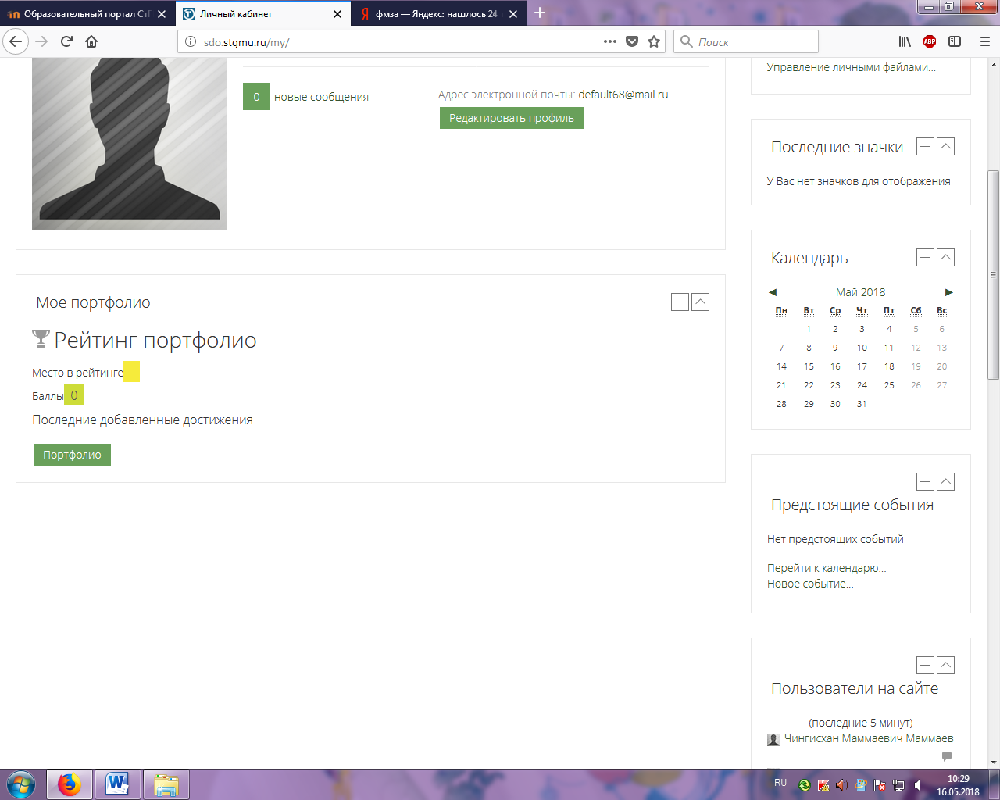 Образовательный портал Ст
Личный кабинет
фмза — Яндекс: нашлось 24 т
sdo.stgmu.ru/my/
Поиск
ABP
0 новые сообщения
Адрес электронной почты: default68@mail.ru
Редактировать профиль
Мое портфолио
Рейтинг портфолио
Место в рейтинге -
Баллы 0
Последние добавленные достижения
Портфолио
Управление личными файлами...
Последние значки
У Вас нет значков для отображения
Календарь
◄ Май 2018 ►
Пн Вт Ср Чт Пт Сб Вс
1 2 3 4 5 6
7 8 9 10 11 12 13
14 15 16 17 18 19 20
21 22 23 24 25 26 27
28 29 30 31
Предстоящие события
Нет предстоящих событий
Перейти к календарю...
Новое событие...
Пользователи на сайте
(последние 5 минут)
Чингисхан Маммаевич Маммаев
RU
10:29
16.05.2018